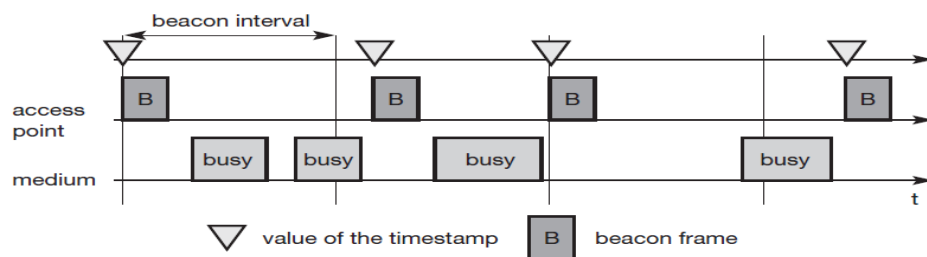 beacon interval
B B B B
access
point
busy busy busy busy
medium
t
value of the timestamp B beacon frame